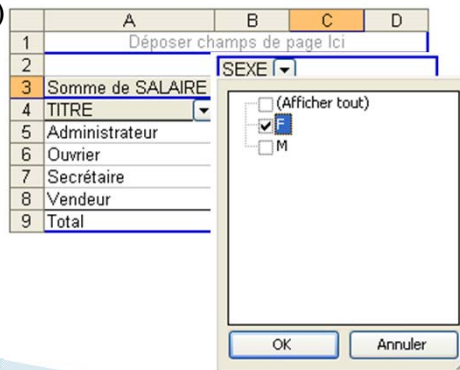 )
A B C D
1 Déposer champs de page Ici
2 SEXE
3 Somme de SALAIRE
4 TITRE
5 Administrateur
6 Ouvrier
7 Secrétaire
8 Vendeur
9 Total
(Afficher tout)
F
M
OK Annuler